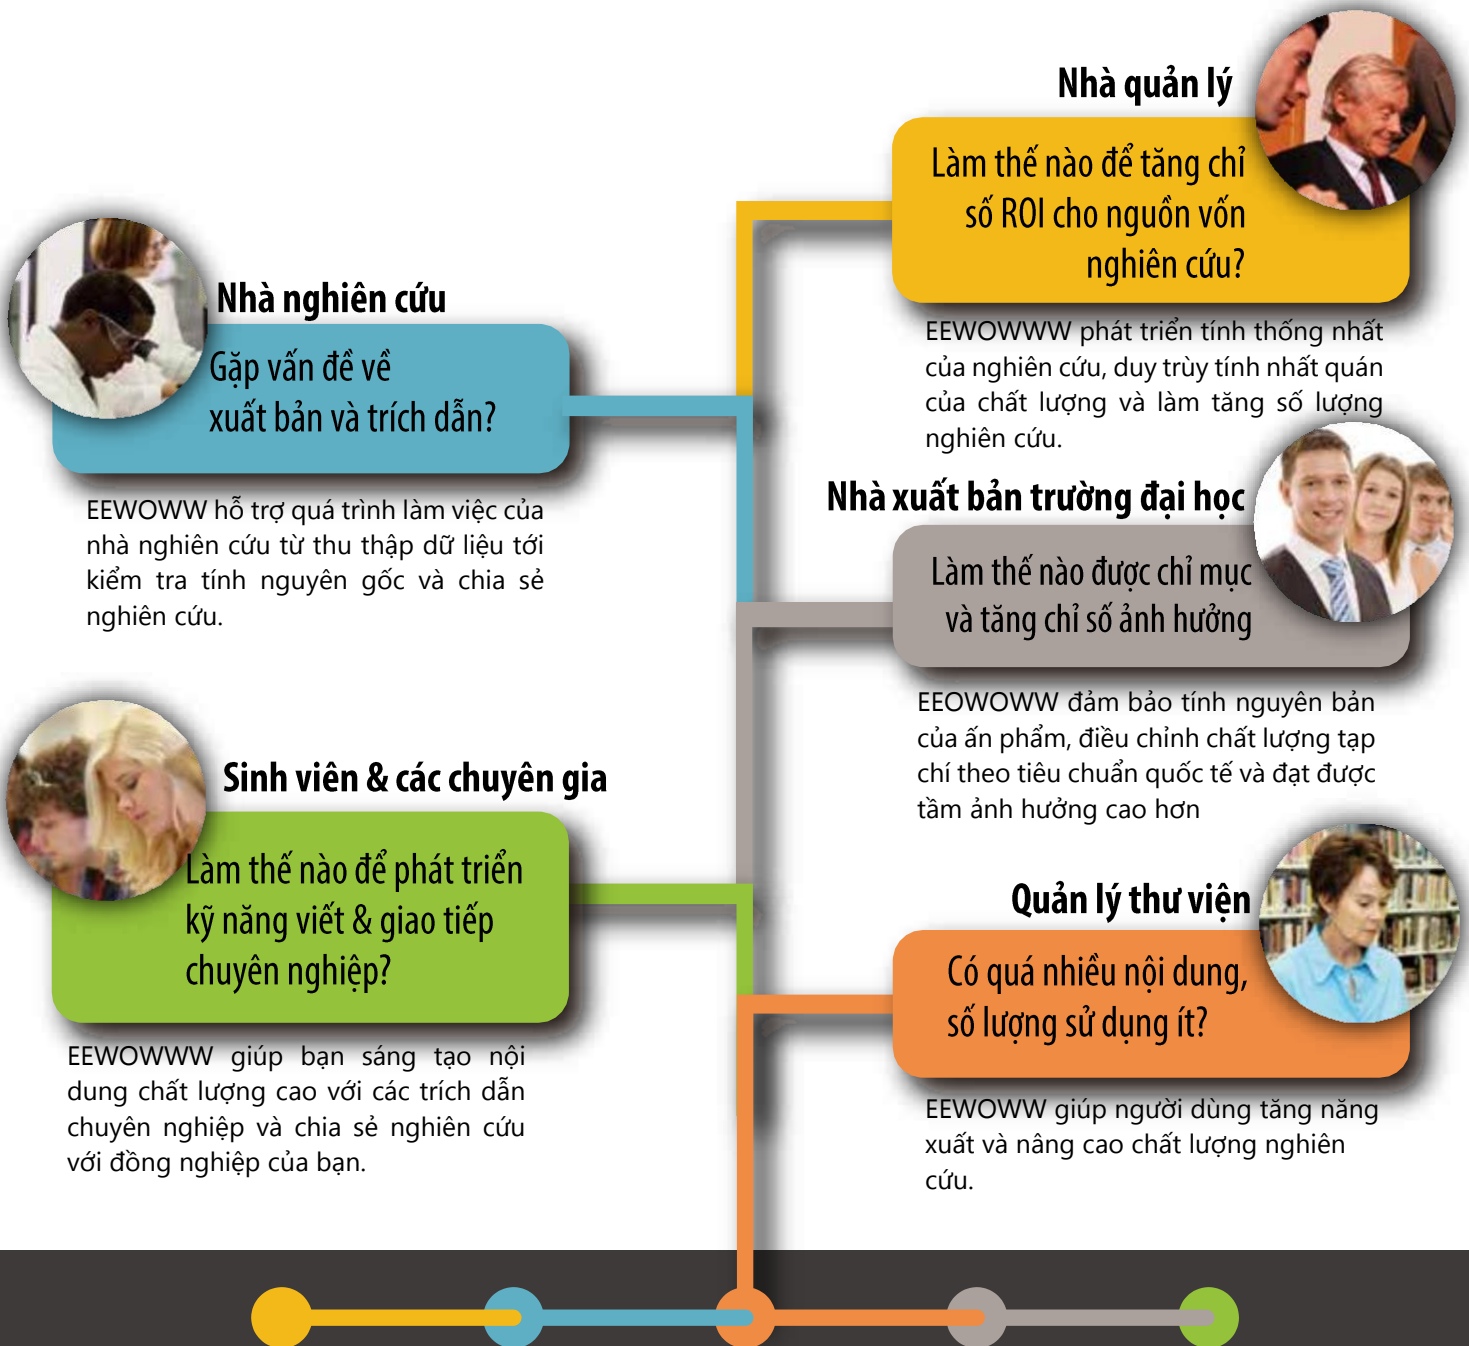 Nhà quản lý
Làm thế nào để tăng chỉ
số ROI cho nguồn vốn
nghiên cứu?
EEWOWWW phát triển tính thống nhất
của nghiên cứu, duy trùy tính nhất quán
của chất lượng và làm tăng số lượng
nghiên cứu.
Nhà nghiên cứu
Gặp vấn đề về
xuất bản và trích dẫn?
EEWOWW hỗ trợ quá trình làm việc của
nhà nghiên cứu từ thu thập dữ liệu tới
kiểm tra tính nguyên gốc và chia sẻ
nghiên cứu.
Nhà xuất bản trường đại học
Làm thế nào được chỉ mục
và tăng chỉ số ảnh hưởng
EEOWOWW đảm bảo tính nguyên bản
của ấn phẩm, điều chỉnh chất lượng tạp
chí theo tiêu chuẩn quốc tế và đạt được
tầm ảnh hưởng cao hơn
Sinh viên & các chuyên gia
Làm thế nào để phát triển
kỹ năng viết & giao tiếp
chuyên nghiệp?
EEWOWWW giúp bạn sáng tạo nội
dung chất lượng cao với các trích dẫn
chuyên nghiệp và chia sẻ nghiên cứu
với đồng nghiệp của bạn.
Quản lý thư viện
Có quá nhiều nội dung,
số lượng sử dụng ít?
EEWOWW giúp người dùng tăng năng
xuất và nâng cao chất lượng nghiên
cứu.